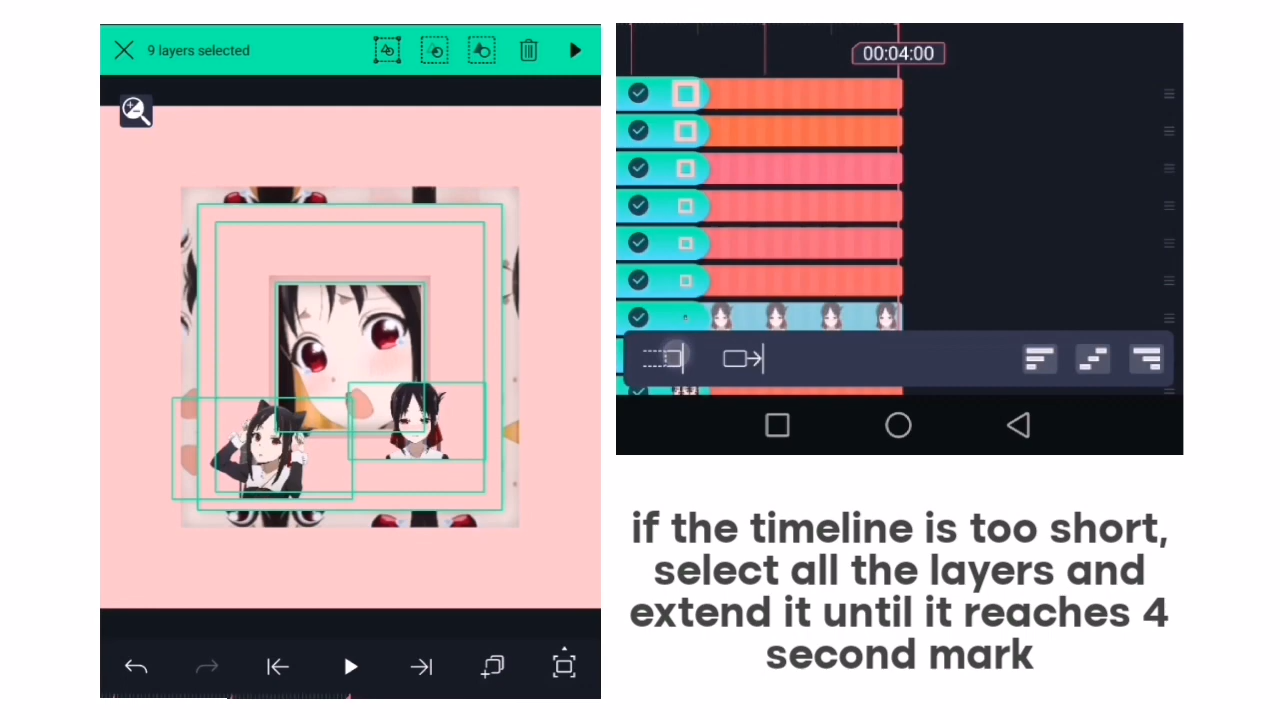 9 layers selected
00:04:00
if the timeline is too short,
select all the layers and
extend it until it reaches 4
second mark